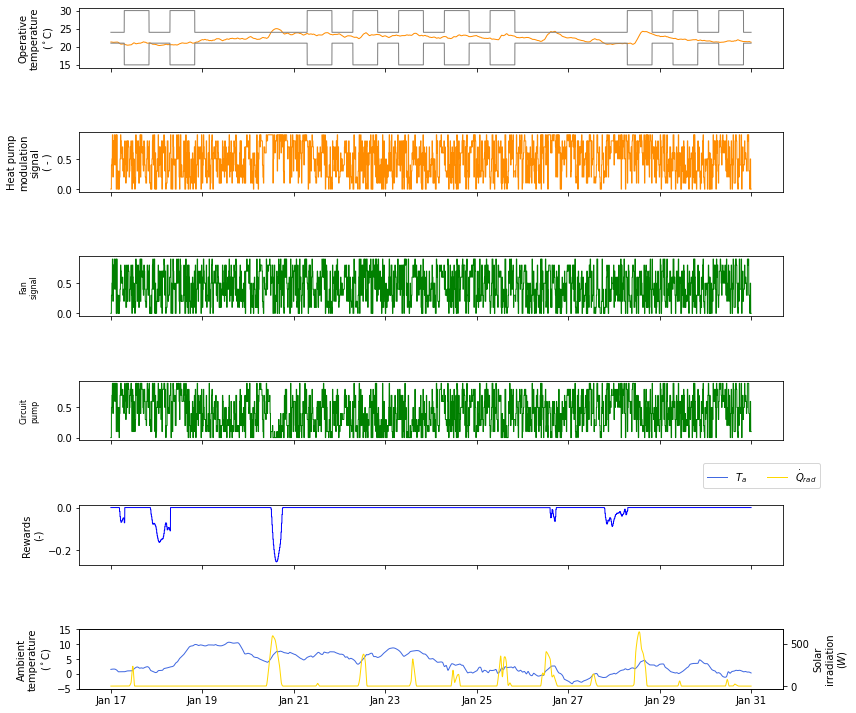 Operative
temperature
(°C)
30
25
20
15
Heat pump
modulation
signal
( - )
0.5
0.0
Fan
signal
0.5
0.0
Circuit
pump
0.5
0.0
T_a
Q̇_rad
Rewards
(-)
0.0
−0.2
Ambient
temperature
(°C)
15
10
5
0
−5
500
0
Solar
irradiation
(W)
Jan 17 Jan 19 Jan 21 Jan 23 Jan 25 Jan 27 Jan 29 Jan 31